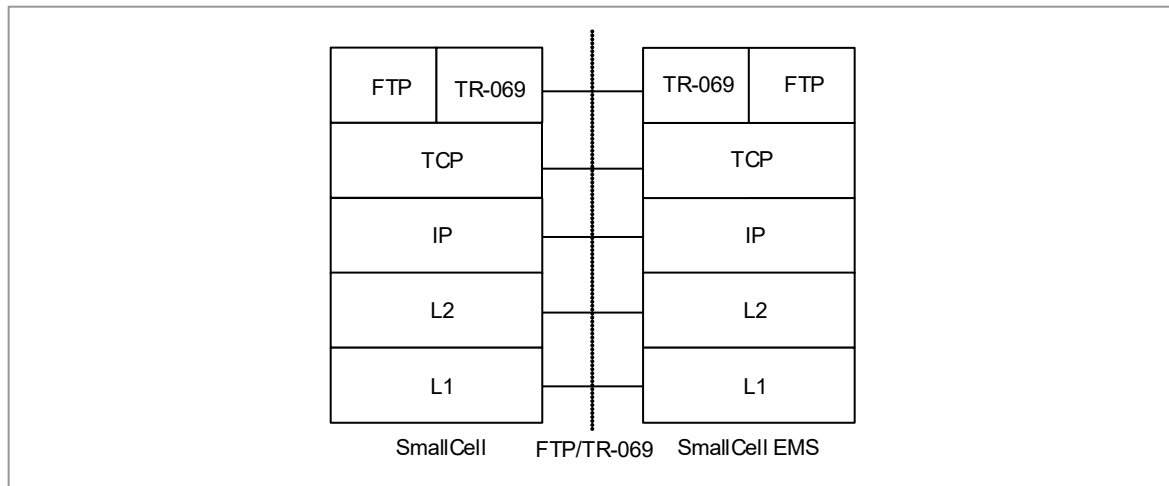 FTP TR-069 TR-069 FTP
TCP TCP
IP IP
L2 L2
L1 L1
SmallCell FTP/TR-069 SmallCell EMS